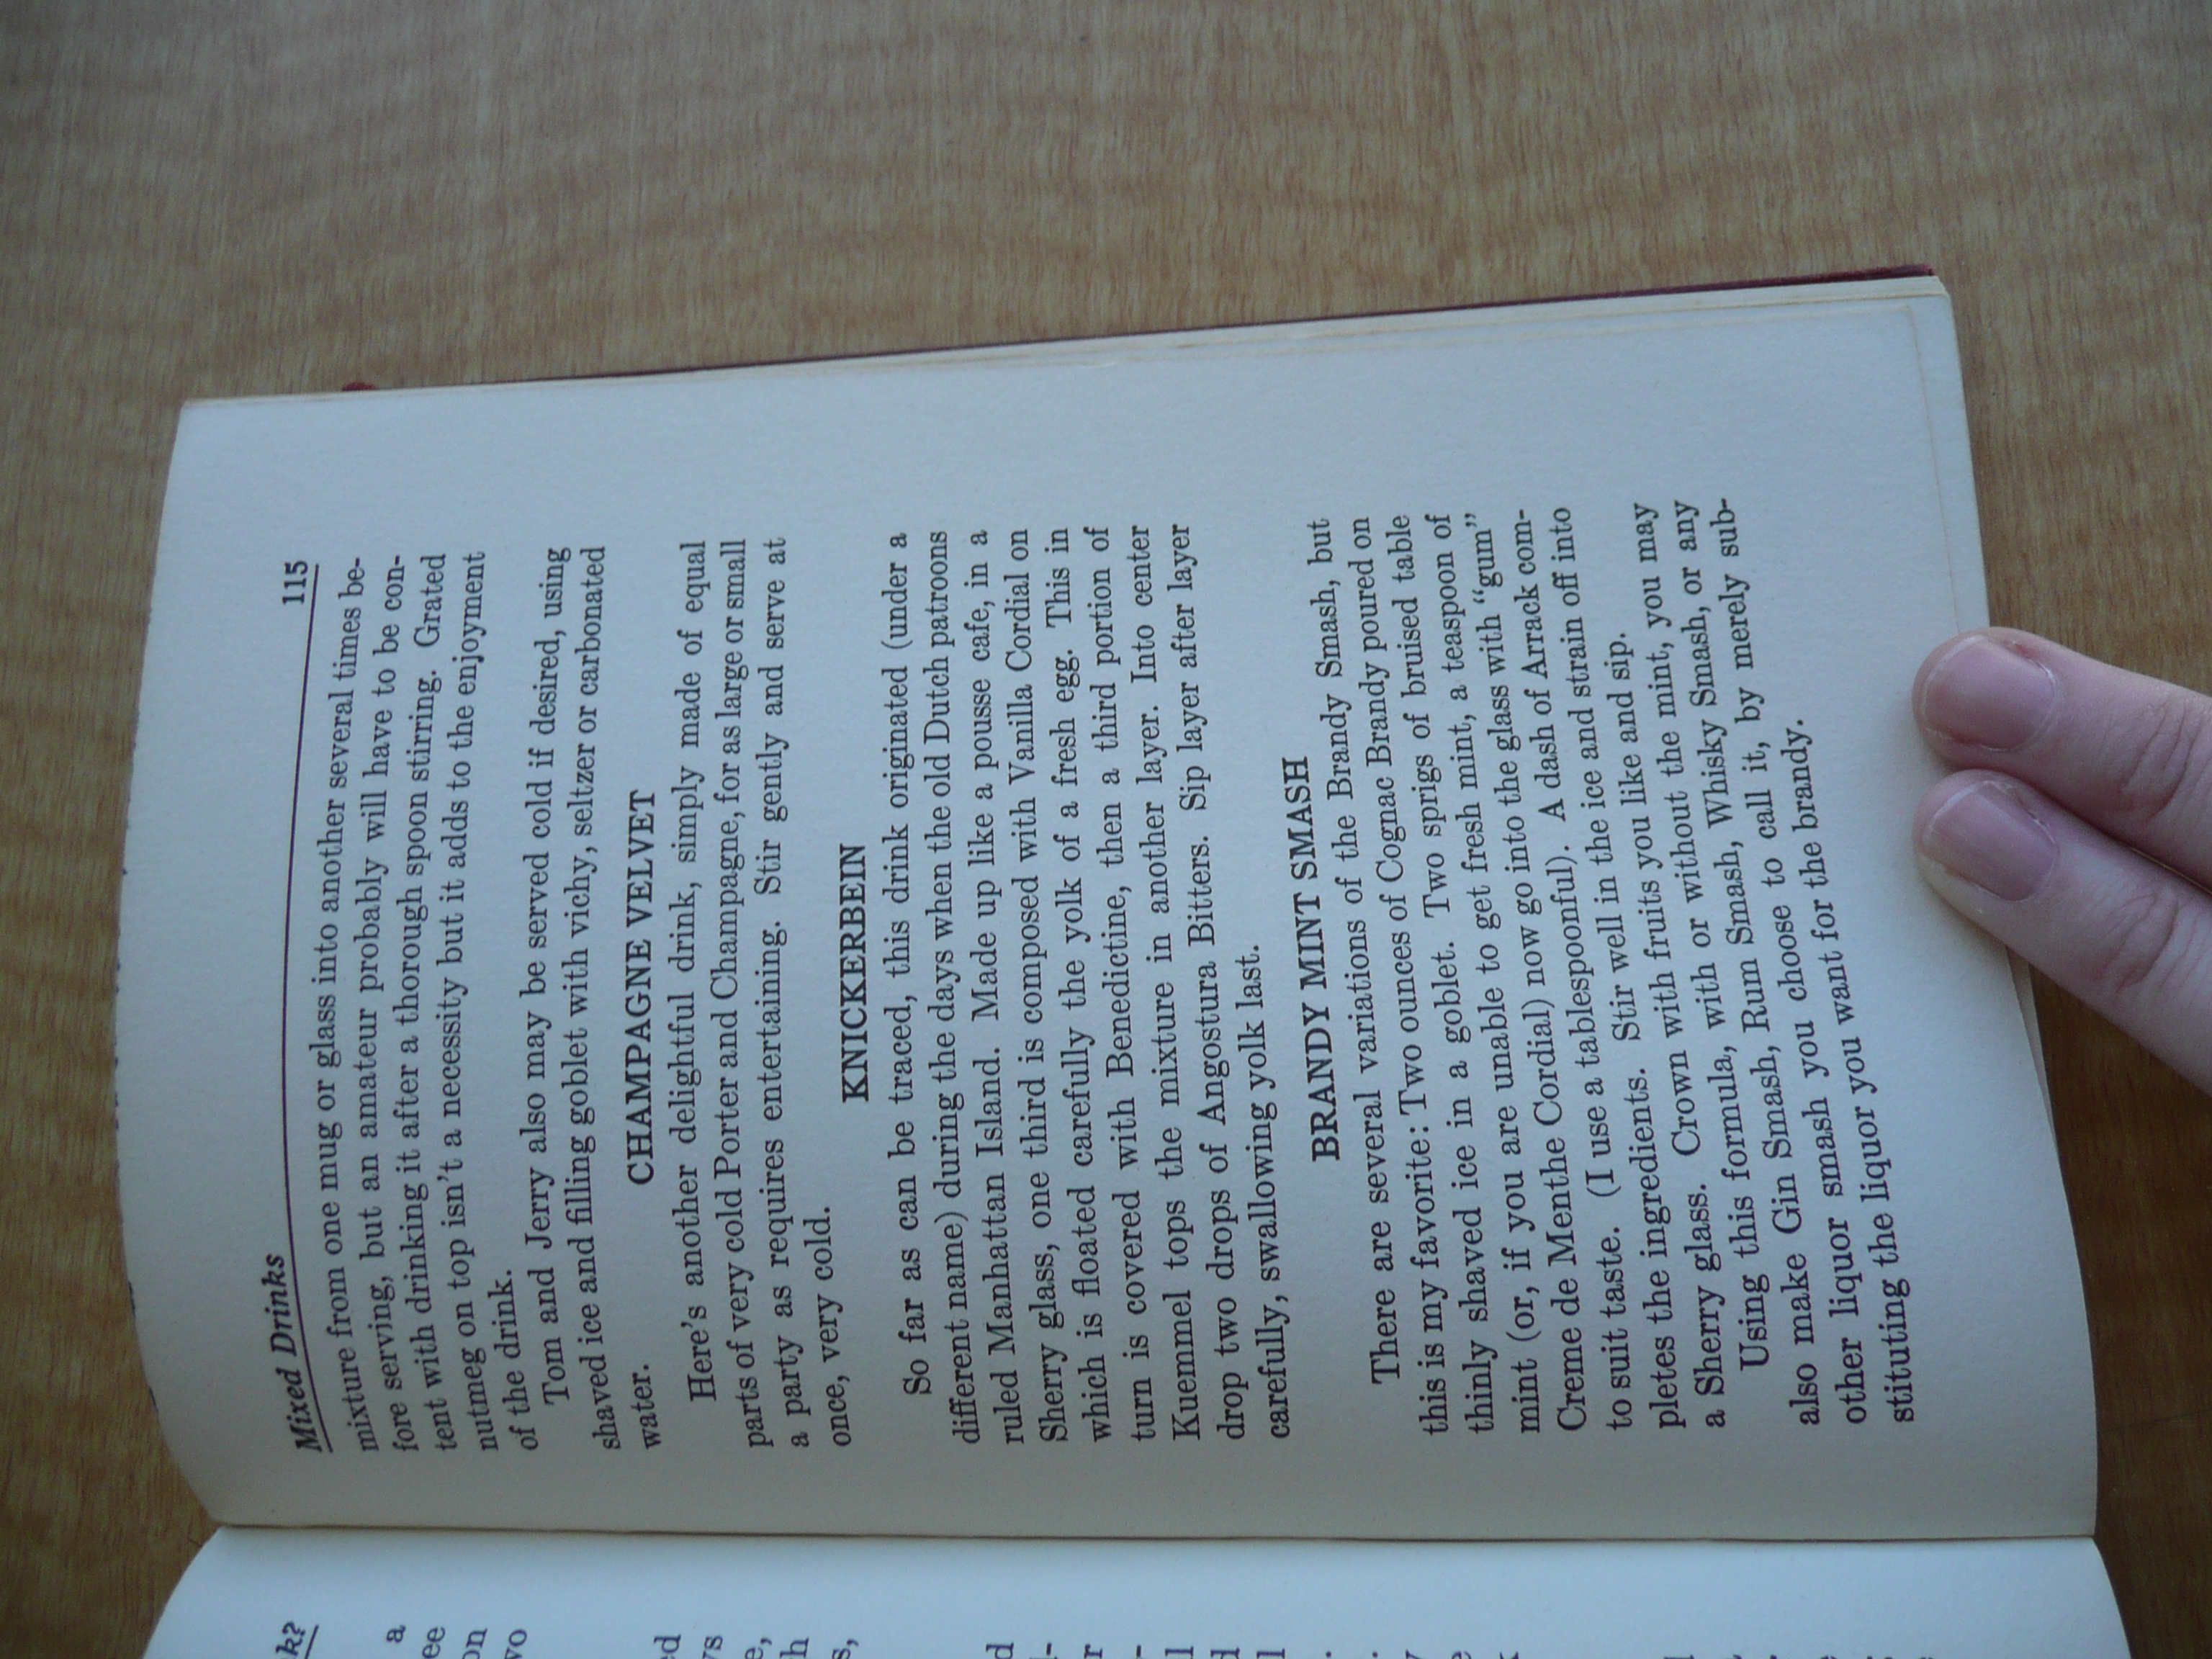 Mixed Drinks 115
mixture from one mug or glass into another several times be-
fore serving, but an amateur probably will have to be con-
tent with drinking it after a thorough spoon stirring. Grated
nutmeg on top isn't a necessity but it adds to the enjoyment
of the drink.
Tom and Jerry also may be served cold if desired, using
shaved ice and filling goblet with vichy, seltzer or carbonated
water.
CHAMPAGNE VELVET
Here's another delightful drink, simply made of equal
parts of very cold Porter and Champagne, for as large or small
a party as requires entertaining. Stir gently and serve at
once, very cold.
KNICKERBEIN
So far as can be traced, this drink originated (under a
different name) during the days when the old Dutch patroons
ruled Manhattan Island. Made up like a pousse cafe, in a
Sherry glass, one third is composed with Vanilla Cordial on
which is floated carefully the yolk of a fresh egg. This in
turn is covered with Benedictine, then a third portion of
Kuemmel tops the mixture in another layer. Into center
drop two drops of Angostura Bitters. Sip layer after layer
carefully, swallowing yolk last.
BRANDY MINT SMASH
There are several variations of the Brandy Smash, but
this is my favorite: Two ounces of Cognac Brandy poured on
thinly shaved ice in a goblet. Two sprigs of bruised table
mint (or, if you are unable to get fresh mint, a teaspoon of
Creme de Menthe Cordial) now go into the glass with "gum"
to suit taste. (I use a tablespoonful). A dash of Arrack com-
pletes the ingredients. Stir well in the ice and strain off into
a Sherry glass. Crown with fruits you like and sip.
Using this formula, with or without the mint, you may
also make Gin Smash, Rum Smash, Whisky Smash, or any
other liquor smash you choose to call it, by merely sub-
stituting the liquor you want for the brandy.
k?
a
ee
on
wo
ed
ys
e,
h
s,
d
l-
r
-
l
d
l